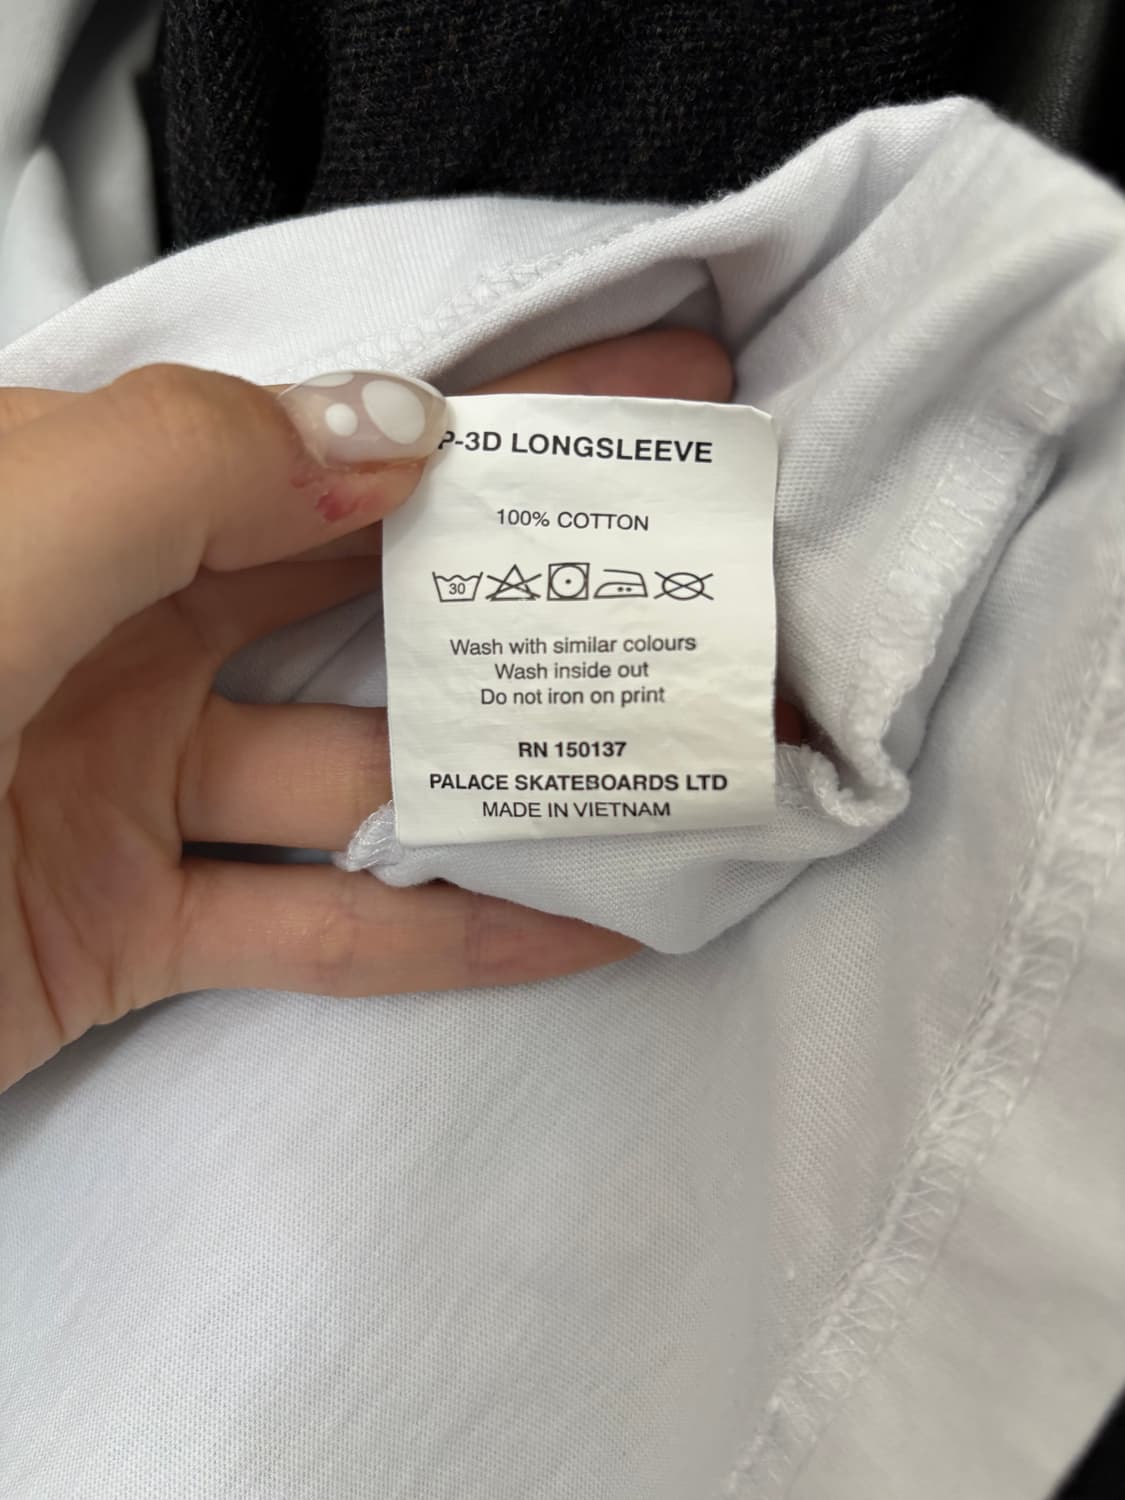 P-3D LONGSLEEVE
100% COTTON
30
Wash with similar colours
Wash inside out
Do not iron on print
RN 150137
PALACE SKATEBOARDS LTD
MADE IN VIETNAM